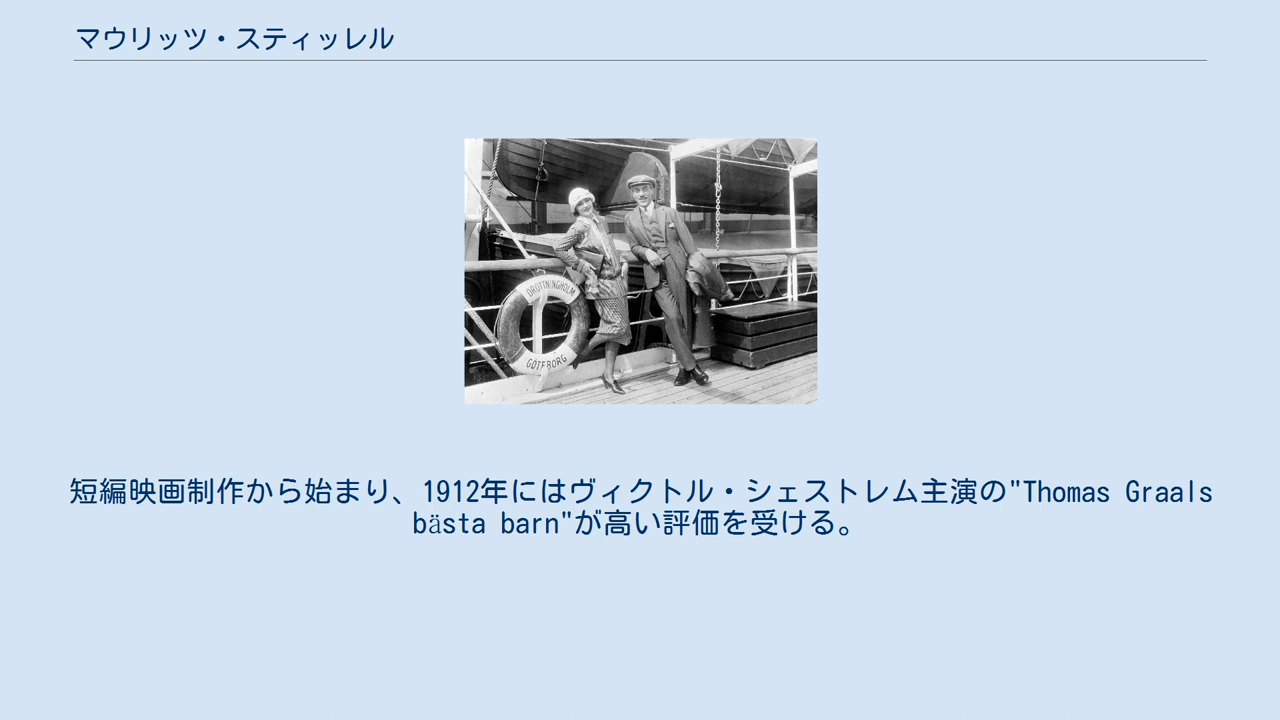 マウリッツ・スティッレル
DROTTNINGHOLM
GÖTEBORG
短編映画制作から始まり、1912年にはヴィクトル・シェストレム主演の"Thomas Graals
bästa barn"が高い評価を受ける。